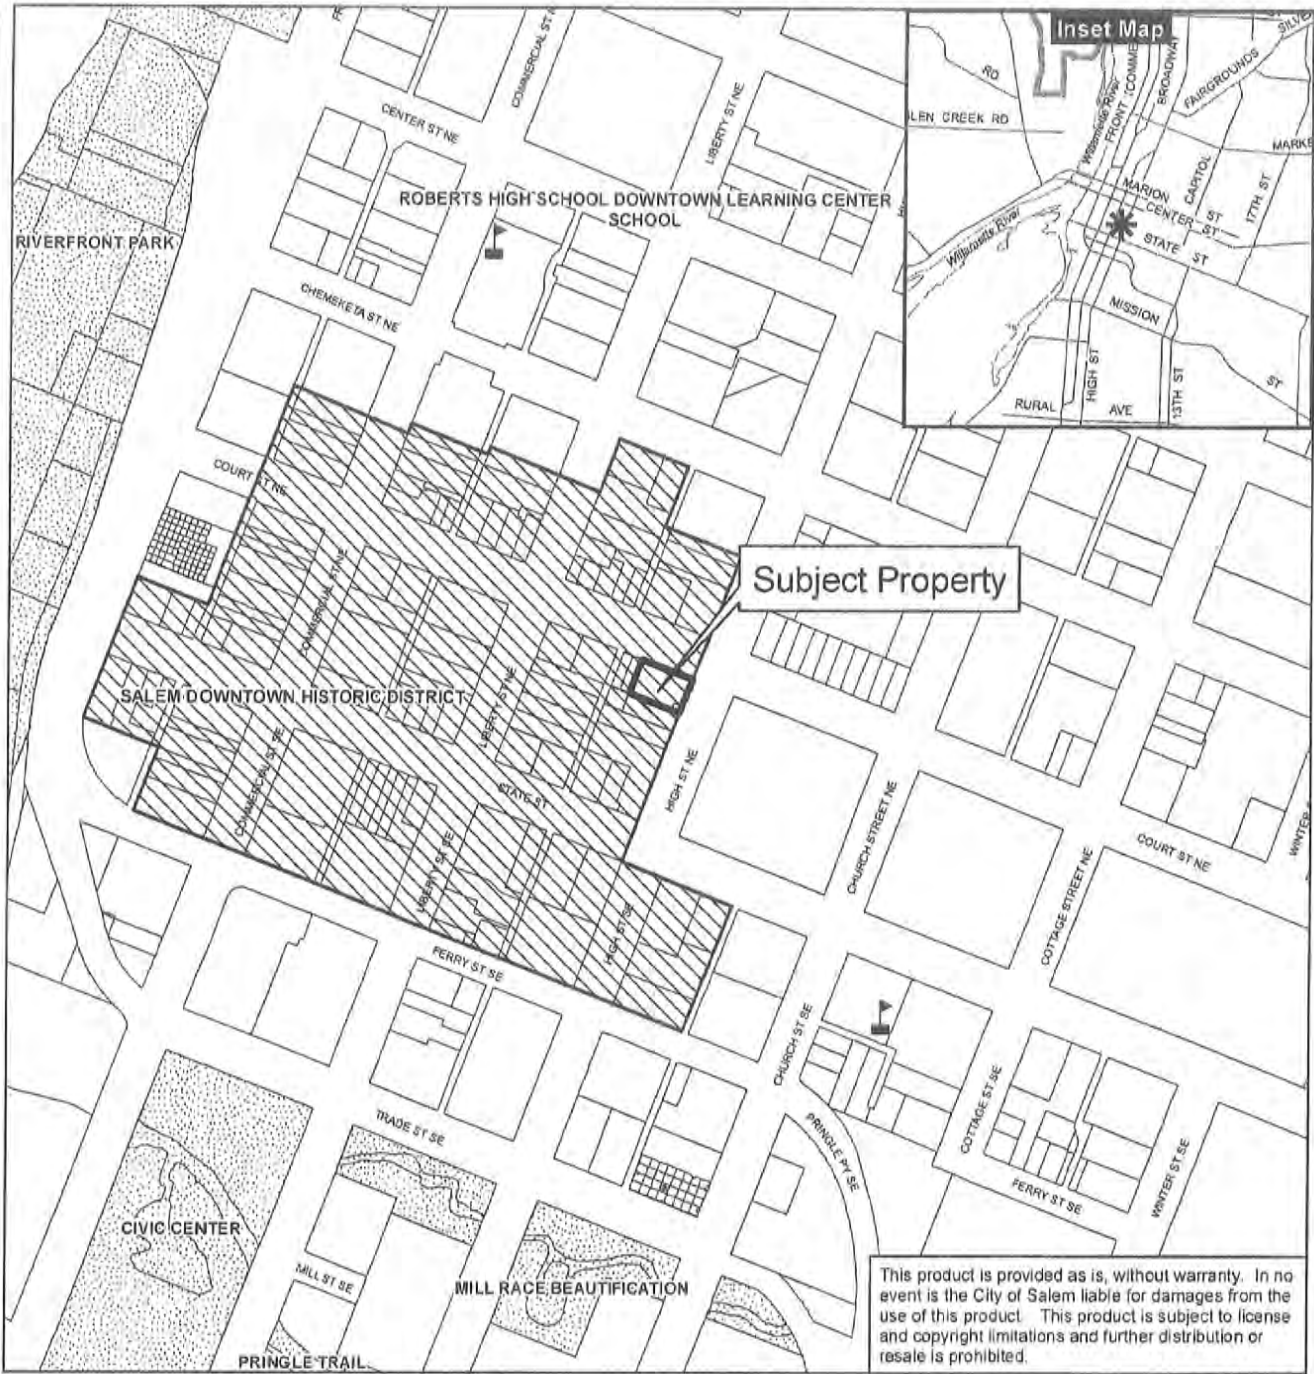 COMMERCIAL ST N
CENTER ST NE
LIBERTY ST NE
ROBERTS HIGH SCHOOL DOWNTOWN LEARNING CENTER
SCHOOL
RIVERFRONT PARK
CHEMEKETA ST NE
COURT ST NE
COMMERCIAL ST NE
Subject Property
SALEM DOWNTOWN HISTORIC DISTRICT
LIBERTY ST NE
COMMERCIAL ST SE
STATE ST
HIGH ST NE
CHURCH STREET NE
COURT ST NE
COTTAGE STREET NE
WINTER
LIBERTY ST SE
HIGH ST SE
FERRY ST SE
CHURCH ST SE
COTTAGE ST SE
TRADE ST SE
PRINGLE PY SE
FERRY ST SE
WINTER ST SE
CIVIC CENTER
MILL ST SE
MILL RACE BEAUTIFICATION
PRINGLE TRAIL
Inset Map
RD
LEN CREEK RD
Willamette River
FRONT
COMME
BROADWAY
FAIRGROUNDS
SILVE
MARKE
CAPITOL
ST
17TH ST
MARION
CENTER ST
STATE ST
Willamette River
MISSION
ST
HIGH ST
13TH ST
RURAL AVE
This product is provided as is, without warranty. In no
event is the City of Salem liable for damages from the
use of this product. This product is subject to license
and copyright limitations and further distribution or
resale is prohibited.